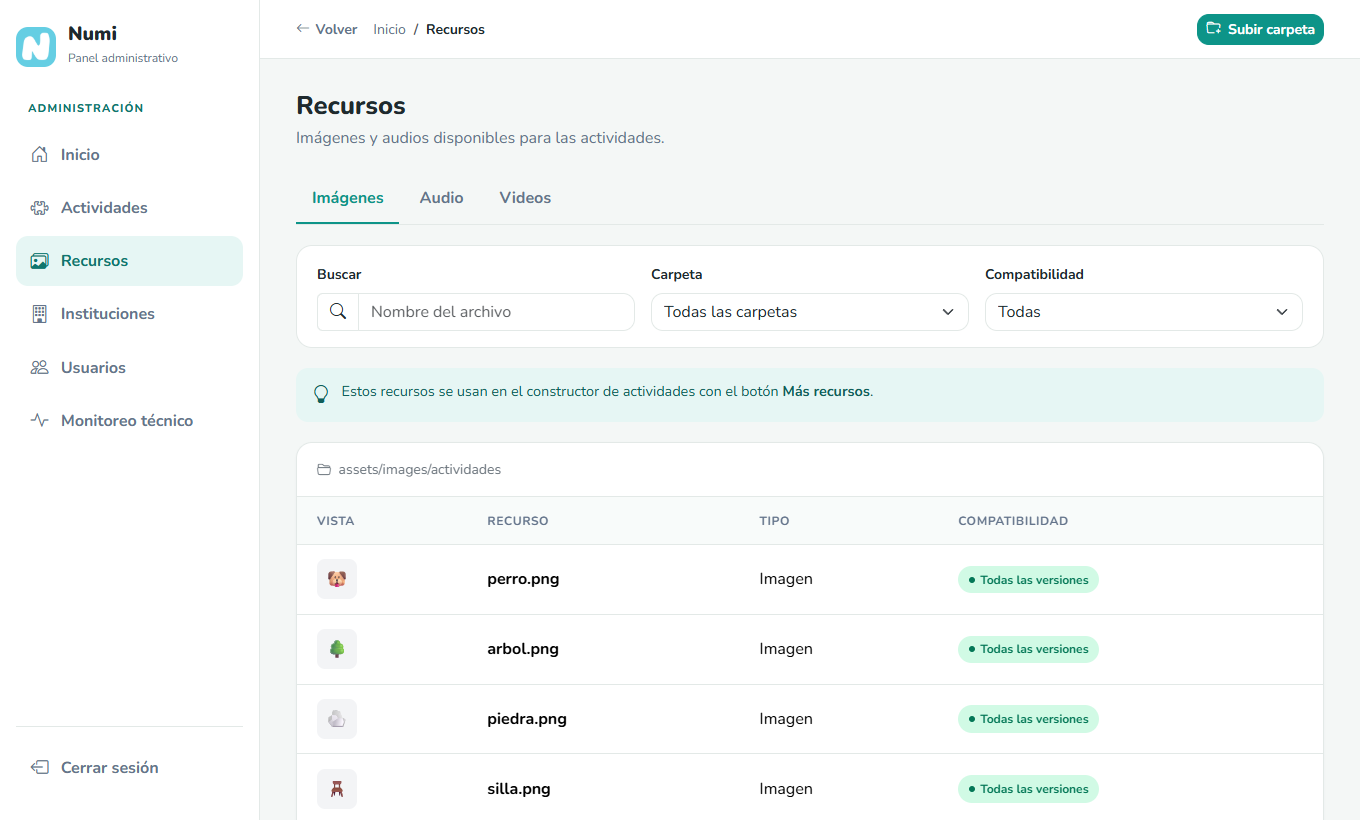 Numi
Panel administrativo
ADMINISTRACIÓN
Inicio
Actividades
Recursos
Instituciones
Usuarios
Monitoreo técnico
Cerrar sesión
← Volver Inicio / Recursos
Subir carpeta
Recursos
Imágenes y audios disponibles para las actividades.
Imágenes Audio Videos
Buscar Carpeta Compatibilidad
Nombre del archivo Todas las carpetas Todas
Estos recursos se usan en el constructor de actividades con el botón Más recursos.
assets/images/actividades
VISTA RECURSO TIPO COMPATIBILIDAD
perro.png Imagen Todas las versiones
arbol.png Imagen Todas las versiones
piedra.png Imagen Todas las versiones
silla.png Imagen Todas las versiones